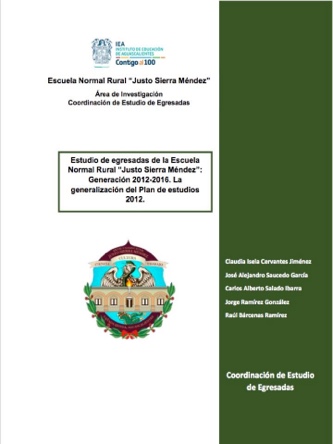 IEA
INSTITUTO DE EDUCACIÓN
DE AGUASCALIENTES
Contigo al 100
Escuela Normal Rural "Justo Sierra Méndez"
Área de Investigación
Coordinación de Estudio de Egresadas
Estudio de egresadas de la Escuela
Normal Rural "Justo Sierra Méndez":
Generación 2012-2016. La
generalización del Plan de estudios
2012.
CULTURA
Claudia Isela Cervantes Jiménez
José Alejandro Saucedo García
Carlos Alberto Salado Ibarra
Jorge Ramírez González
Raúl Bárcenas Ramírez
Coordinación de Estudio
de Egresadas